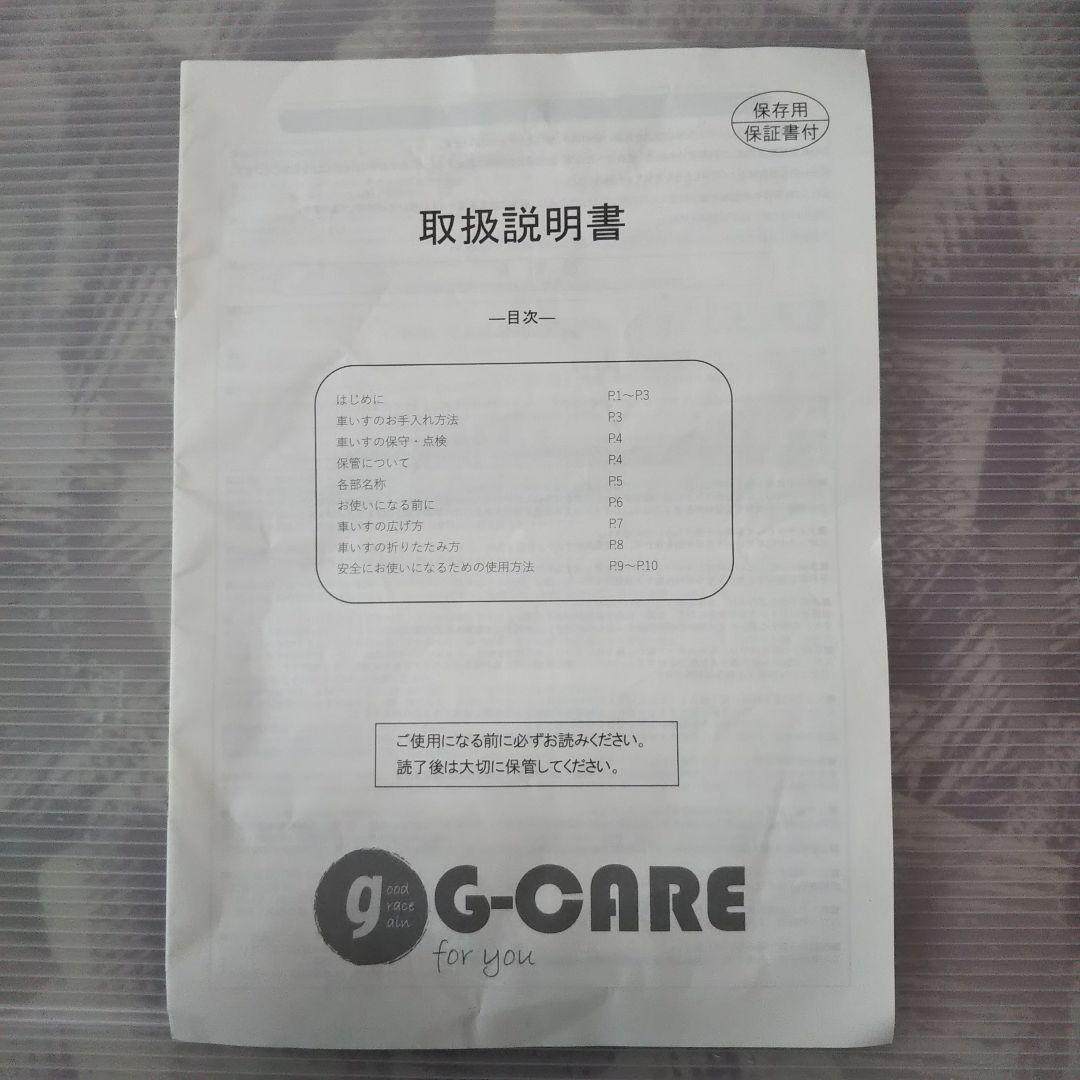 保存用
保証書付
取扱説明書
―目次―
はじめに P.1～P.3
車いすのお手入れ方法 P.3
車いすの保守・点検 P.4
保管について P.4
各部名称 P.5
お使いになる前に P.6
車いすの広げ方 P.7
車いすの折りたたみ方 P.8
安全にお使いになるための使用方法 P.9～P.10
ご使用になる前に必ずお読みください。
読了後は大切に保管してください。
good
grace
gain
G-CARE
for you